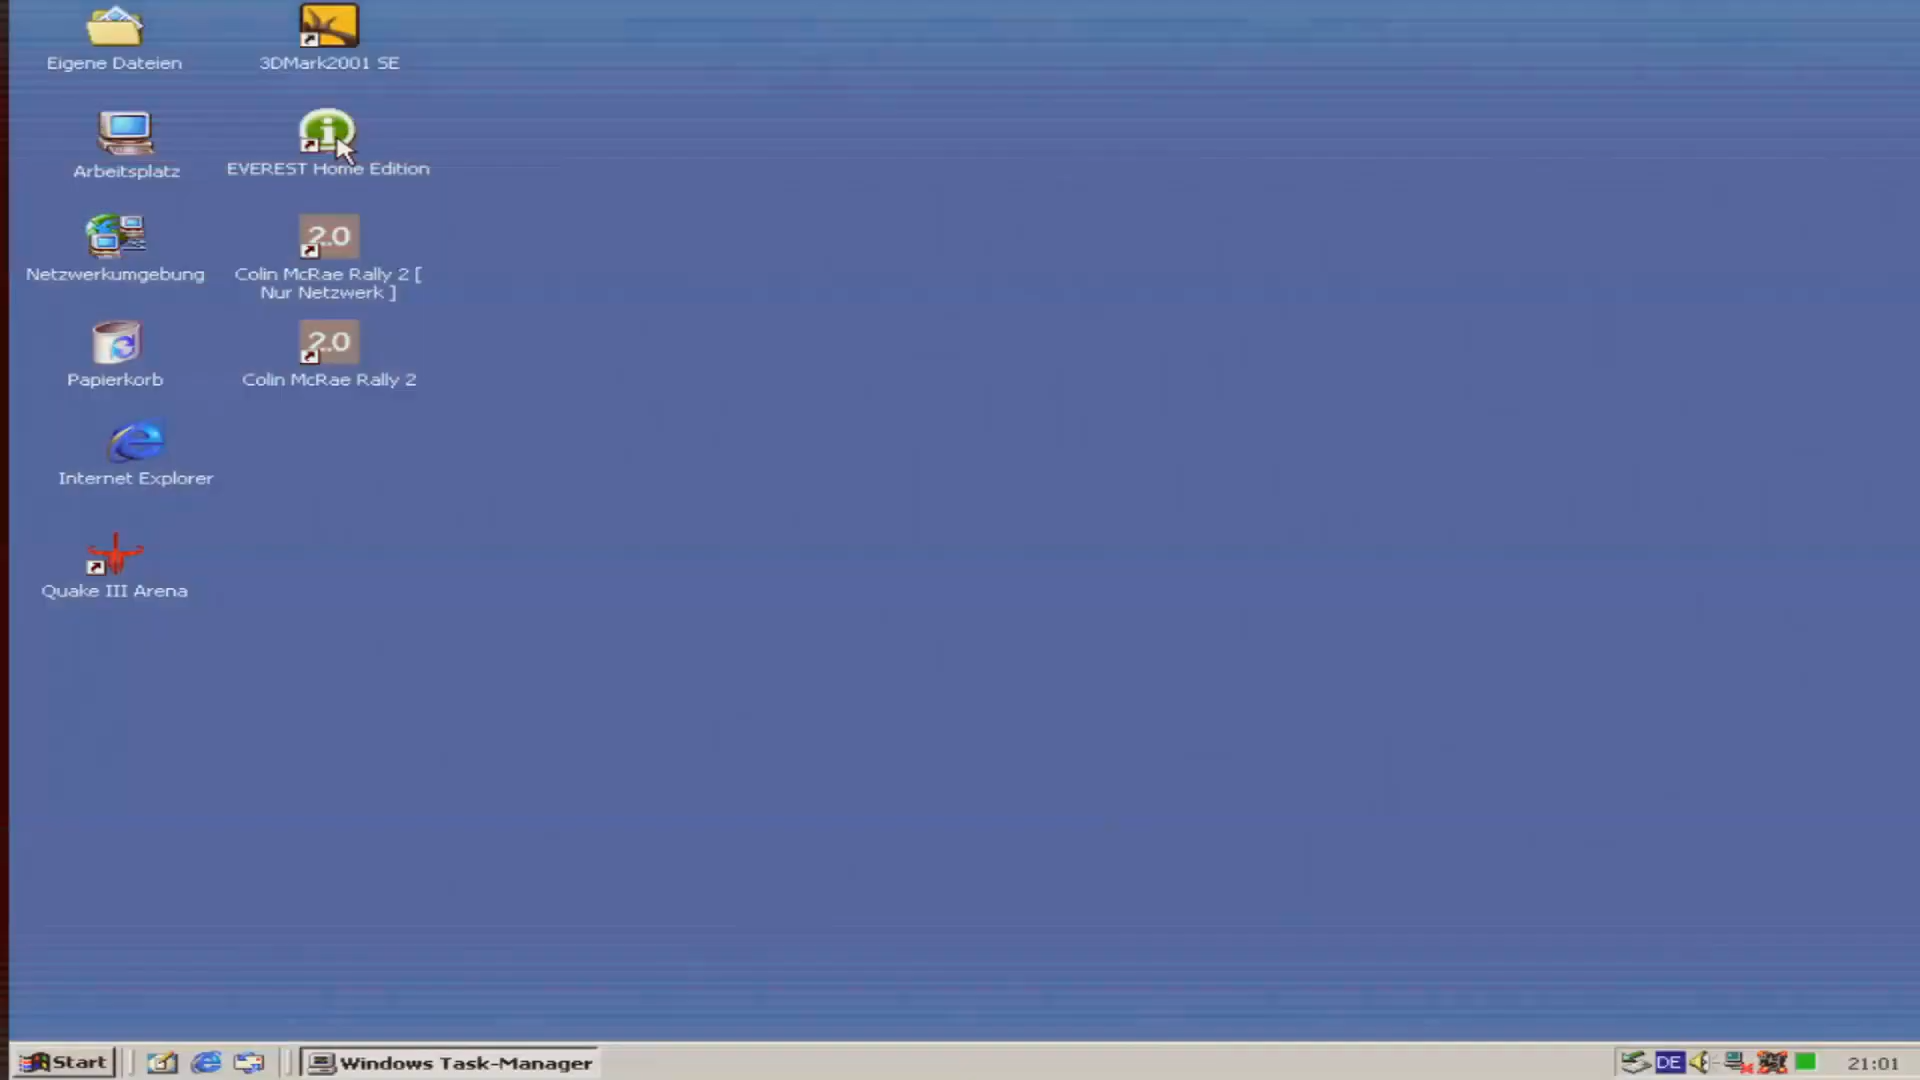 Eigene Dateien
3DMark2001 SE
Arbeitsplatz
EVEREST Home Edition
Netzwerkumgebung
2.0
Colin McRae Rally 2 [
Nur Netzwerk ]
Papierkorb
2.0
Colin McRae Rally 2
Internet Explorer
Quake III Arena
Start
Windows Task-Manager
DE
21:01